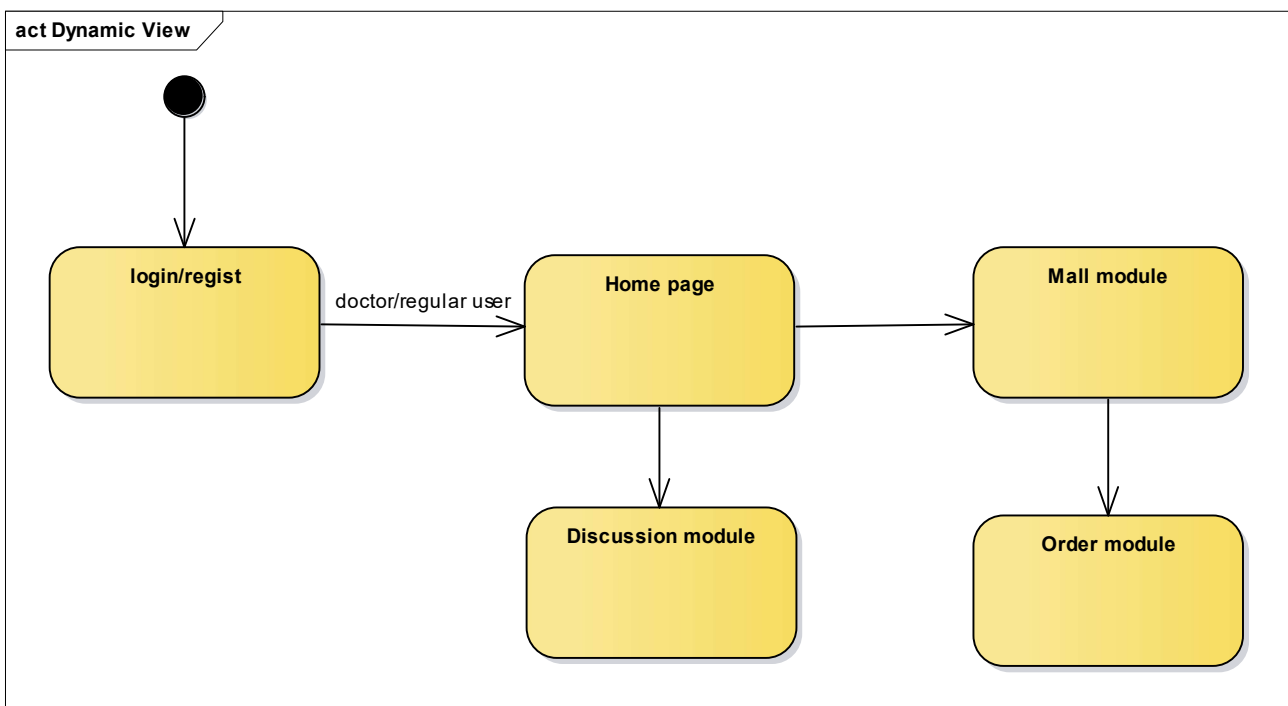 act Dynamic View
login/regist
doctor/regular user
Home page
Mall module
Discussion module
Order module